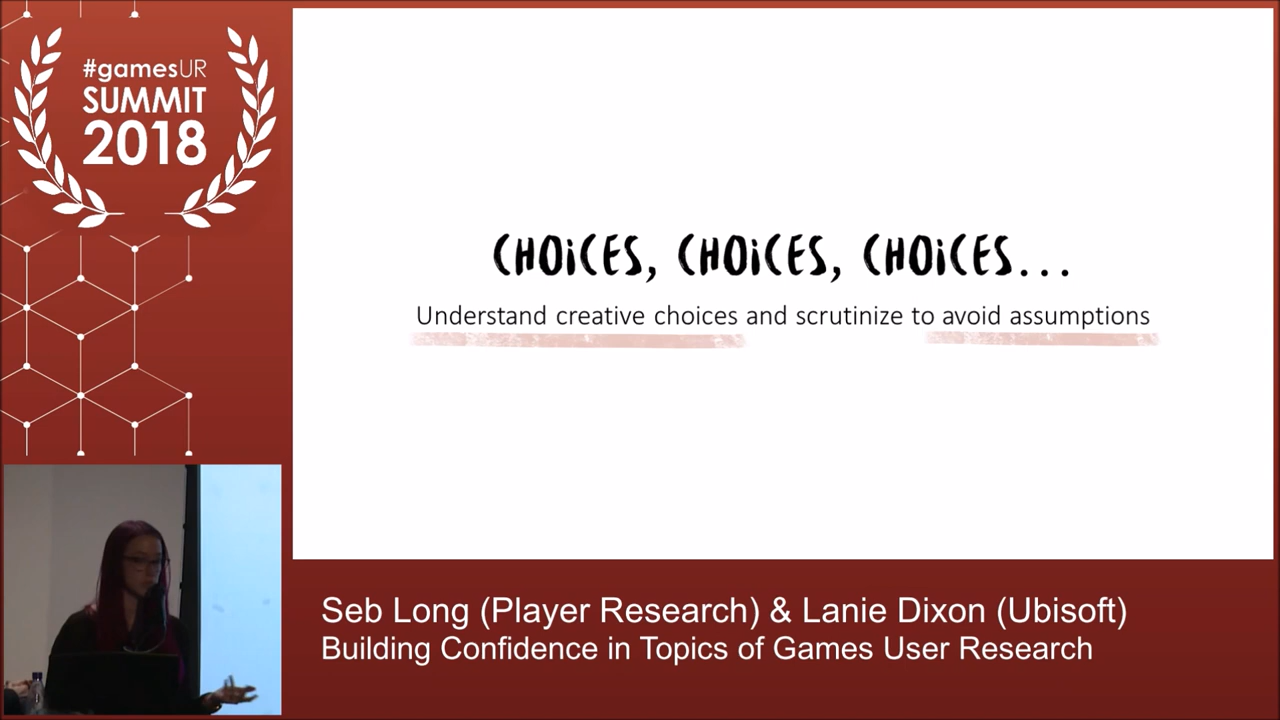 #gamesUR
SUMMIT
2018
CHOiCES, CHOiCES, CHOiCES...
Understand creative choices and scrutinize to avoid assumptions
Seb Long (Player Research) & Lanie Dixon (Ubisoft)
Building Confidence in Topics of Games User Research